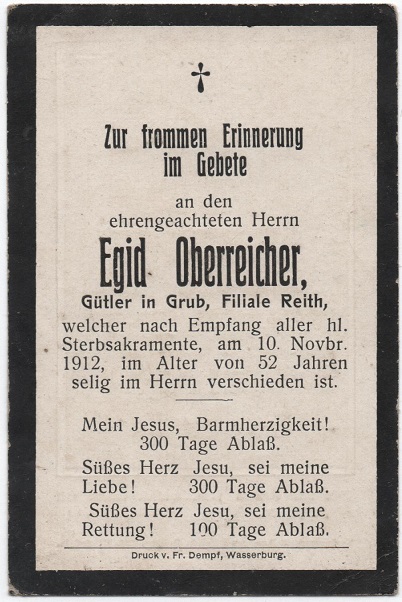 Zur frommen Erinnerung
im Gebete
an den
ehrengeachteten Herrn
Egid Oberreicher,
Gütler in Grub, Filiale Reith,
welcher nach Empfang aller hl.
Sterbsakramente, am 10. Novbr.
1912, im Alter von 52 Jahren
selig im Herrn verschieden ist.
Mein Jesus, Barmherzigkeit!
300 Tage Ablaß.
Süßes Herz Jesu, sei meine
Liebe! 300 Tage Ablaß.
Süßes Herz Jesu, sei meine
Rettung! 100 Tage Ablaß.
Druck v. Fr. Dempf, Wasserburg.